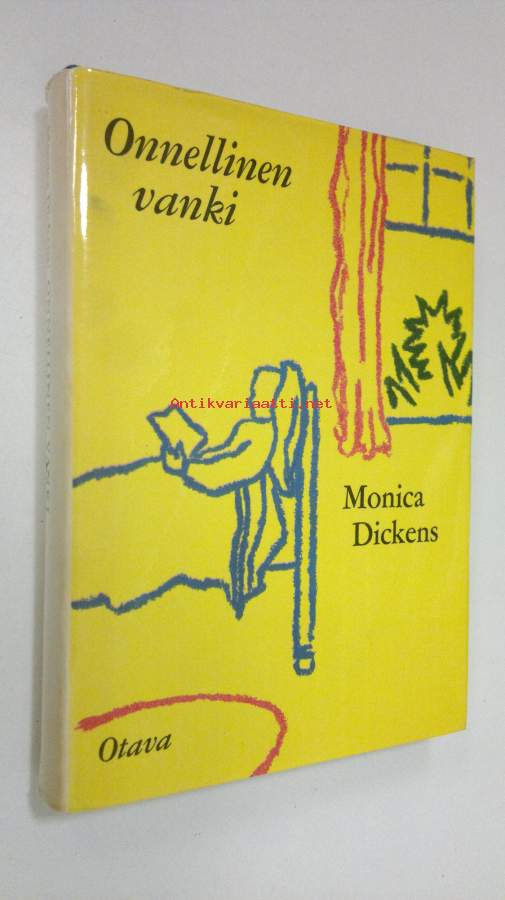 Onnellinen
vanki
Antikvariaatti.net
Monica
Dickens
Otava